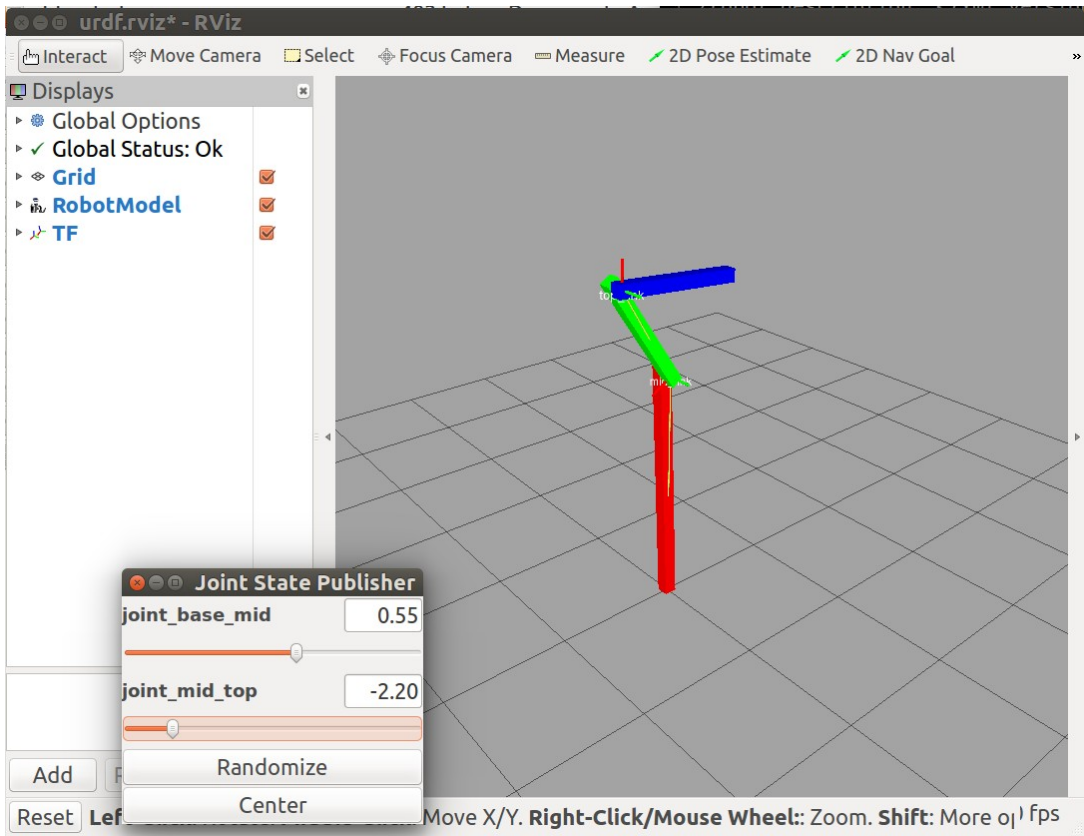 urdf.rviz* - RViz
Interact Move Camera Select Focus Camera Measure 2D Pose Estimate 2D Nav Goal »
Displays
Global Options
Global Status: Ok
Grid
RobotModel
TF
Joint State Publisher
joint_base_mid 0.55
joint_mid_top -2.20
Randomize
Center
Add
Reset Lef Move X/Y. Right-Click/Mouse Wheel:: Zoom. Shift: More o fps